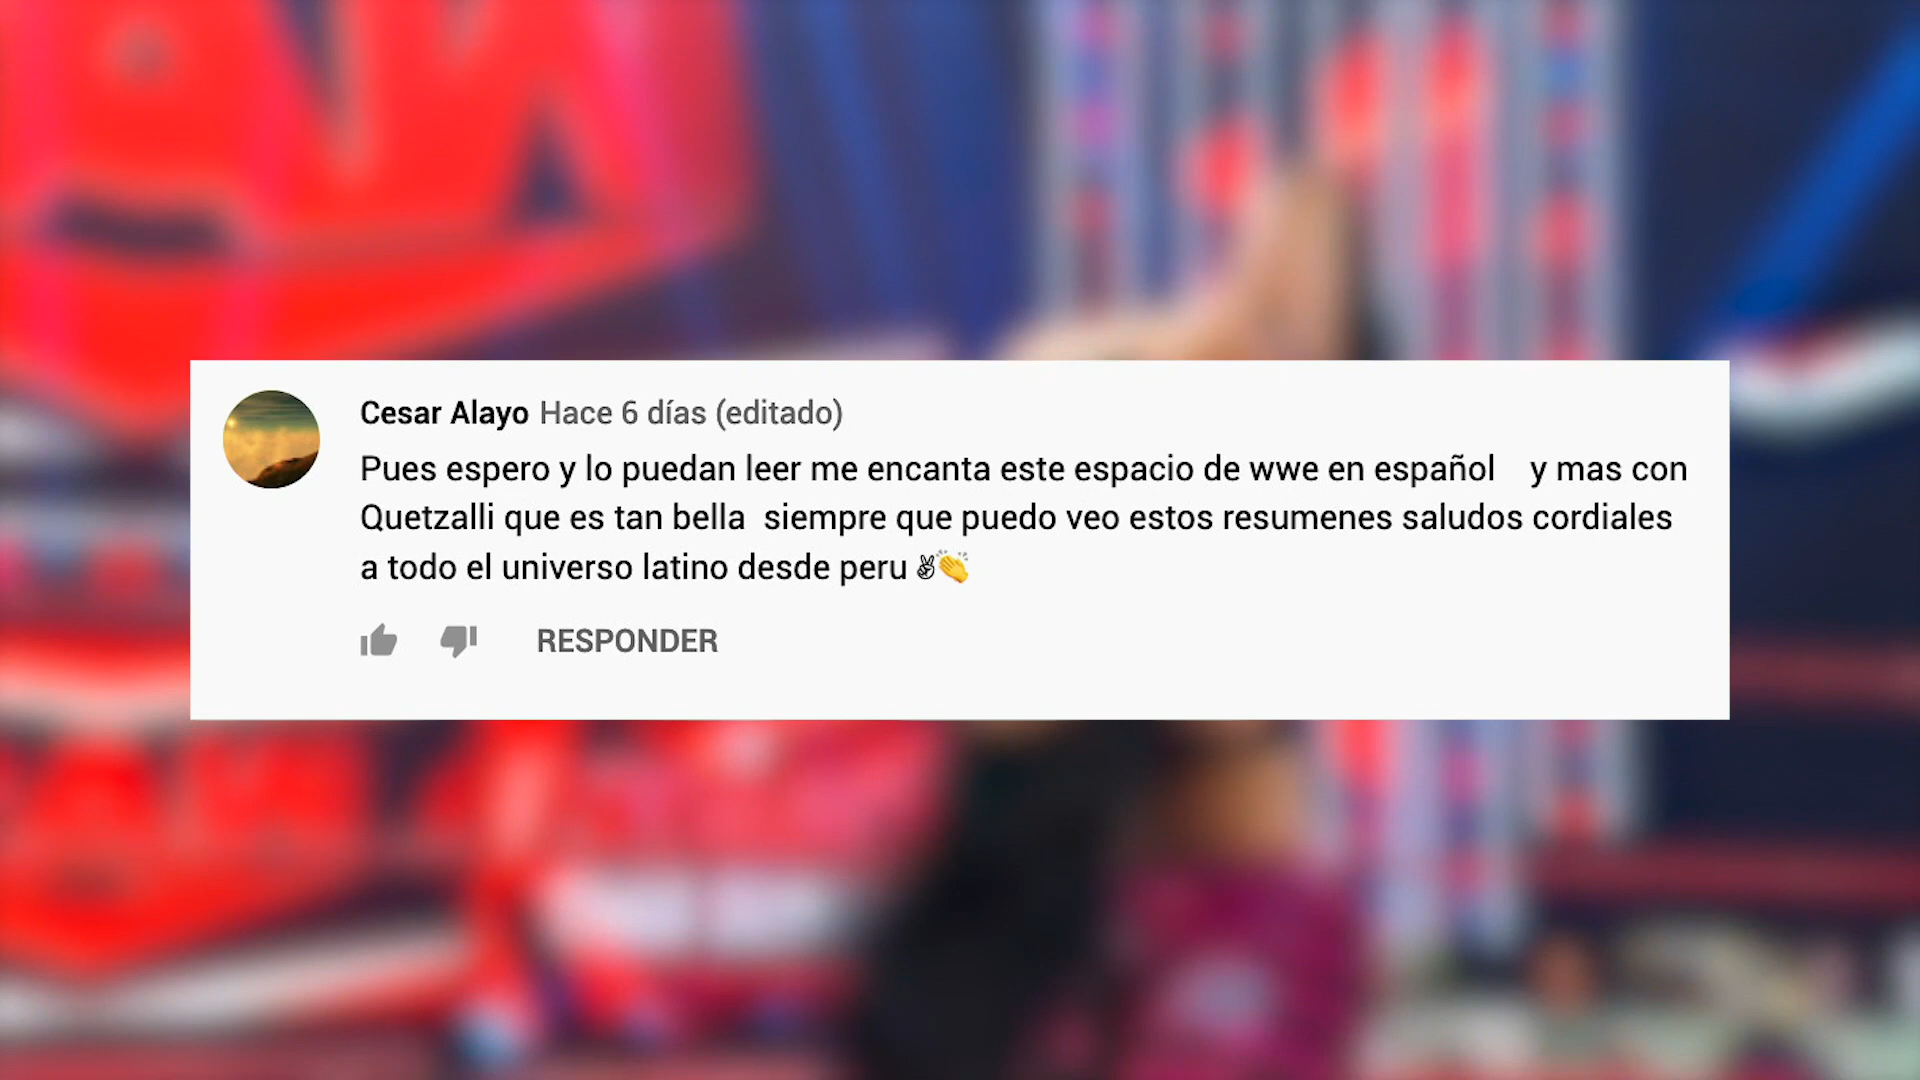 Cesar Alayo Hace 6 días (editado)
Pues espero y lo puedan leer me encanta este espacio de wwe en español y mas con
Quetzalli que es tan bella siempre que puedo veo estos resumenes saludos cordiales
a todo el universo latino desde peru ✌👏
RESPONDER